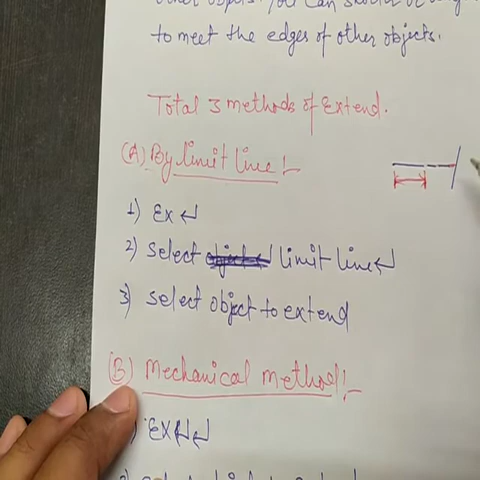 to meet the edges of other objects.
Total 3 methods of Extend.
(A) By limit line :-
1) EX ↵
2) Select limit line ↵
3) Select object to extend
(B) Mechanical method :-
EX ↵ ↵